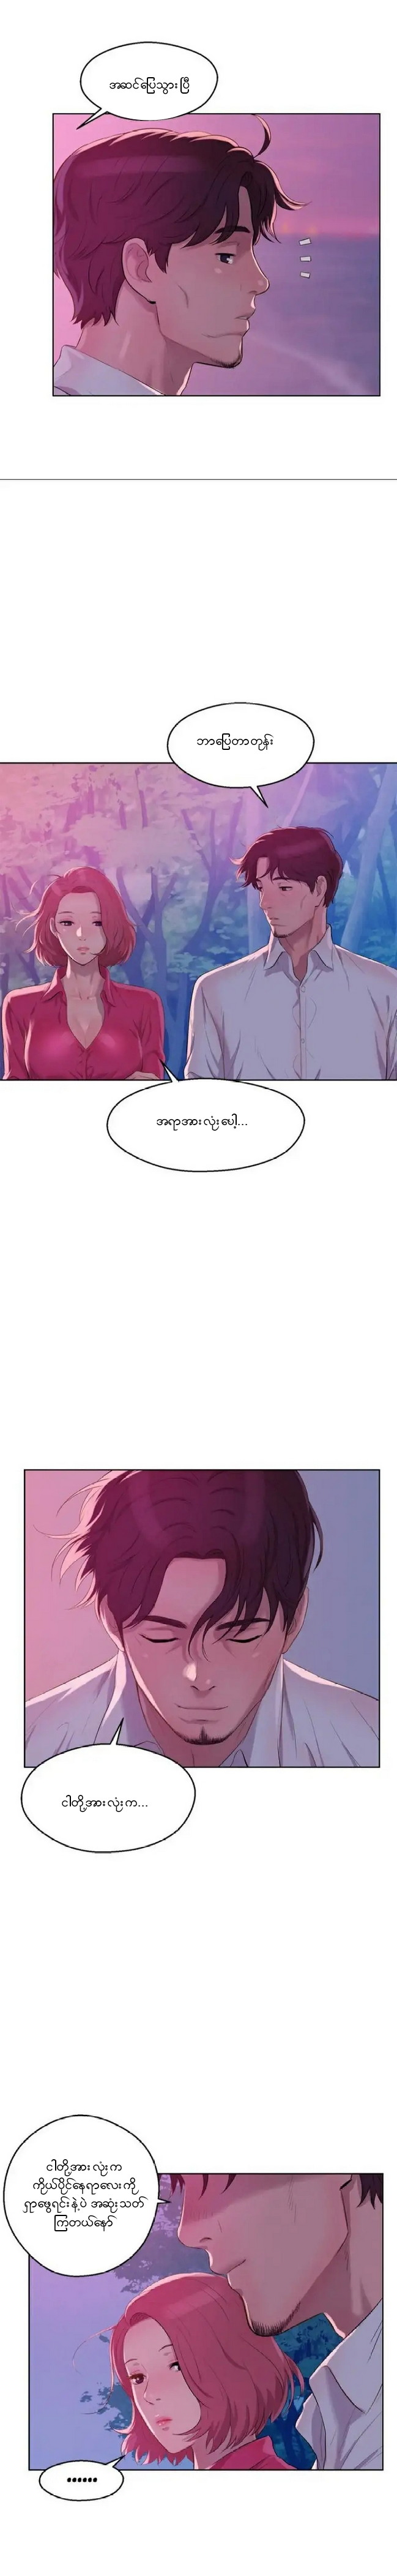 အဆင်ပြေသွားပြီ
ဘာပြေတာတုန်း
အရာအားလုံးပေါ့...
ငါတို့အားလုံးက...
ငါတို့အားလုံးက
ကိုယ်ပိုင်နေရာလေးကို
ရှာဖွေရင်းနဲ့ပဲ အဆုံးသတ်
ကြတယ်နော်
••••••